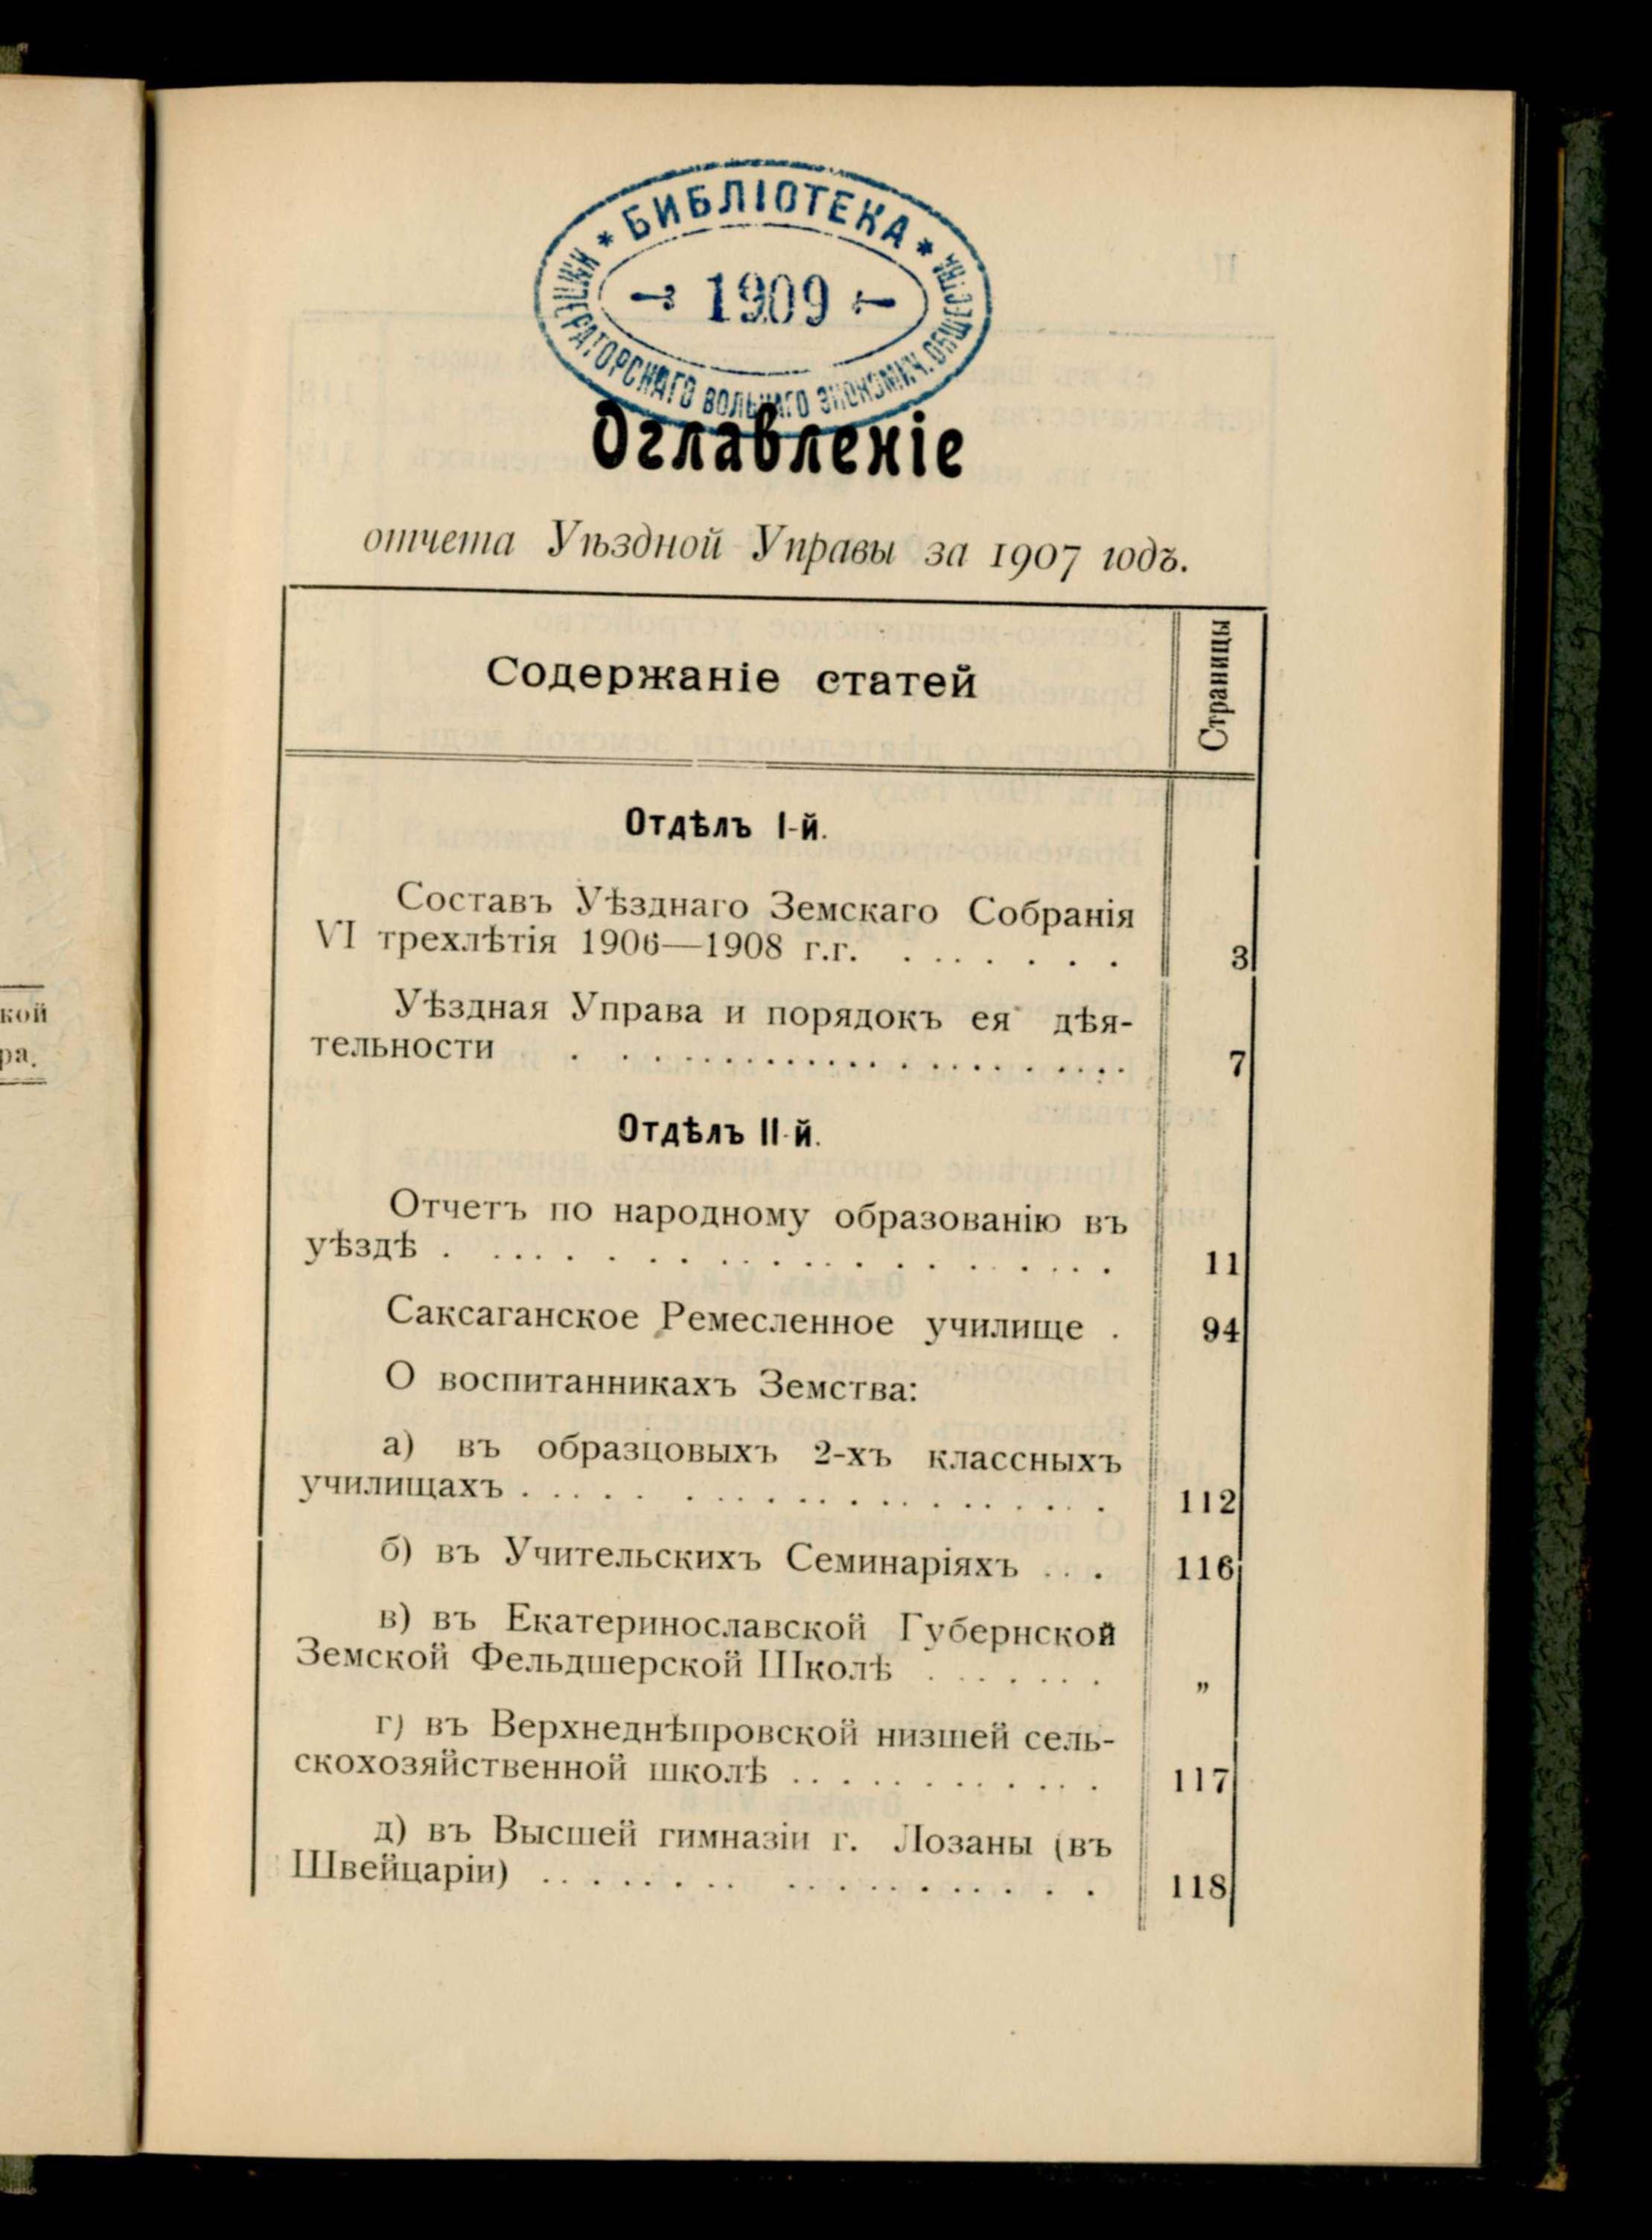 БИБЛІОТЕКА
1909
ИМПЕРАТОРСКАГО ВОЛЬНАГО ЭКОНОМИЧ. ОБЩЕСТВА
Оглавленіе
отчета Уѣздной Управы за 1907 годъ.
Содержаніе статей
Страницы
Отдѣлъ I-й.
Составъ Уѣзднаго Земскаго Собранія
VI трехлѣтія 1906—1908 г.г. . . . . . . . 3
Уѣздная Управа и порядокъ ея дѣя-
тельности . . . . . . . . . . . . . . . . . . . . 7
Отдѣлъ II-й.
Отчетъ по народному образованію въ
уѣздѣ . . . . . . . . . . . . . . . . . . 11
Саксаганское Ремесленное училище . 94
О воспитанникахъ Земства:
а) въ образцовыхъ 2-хъ классныхъ
училищахъ . . . . . . . . . . . . . . . . . 112
б) въ Учительскихъ Семинаріяхъ . . . 116
в) въ Екатеринославской Губернской
Земской Фельдшерской Школѣ . . . . . . . „
г) въ Верхнеднѣпровской низшей сель-
скохозяйственной школѣ . . . . . . . . . . . . 117
д) въ Высшей гимназіи г. Лозаны (въ
Швейцаріи) . . . . . . . . . . . . . . . . . 118
кой
ра.